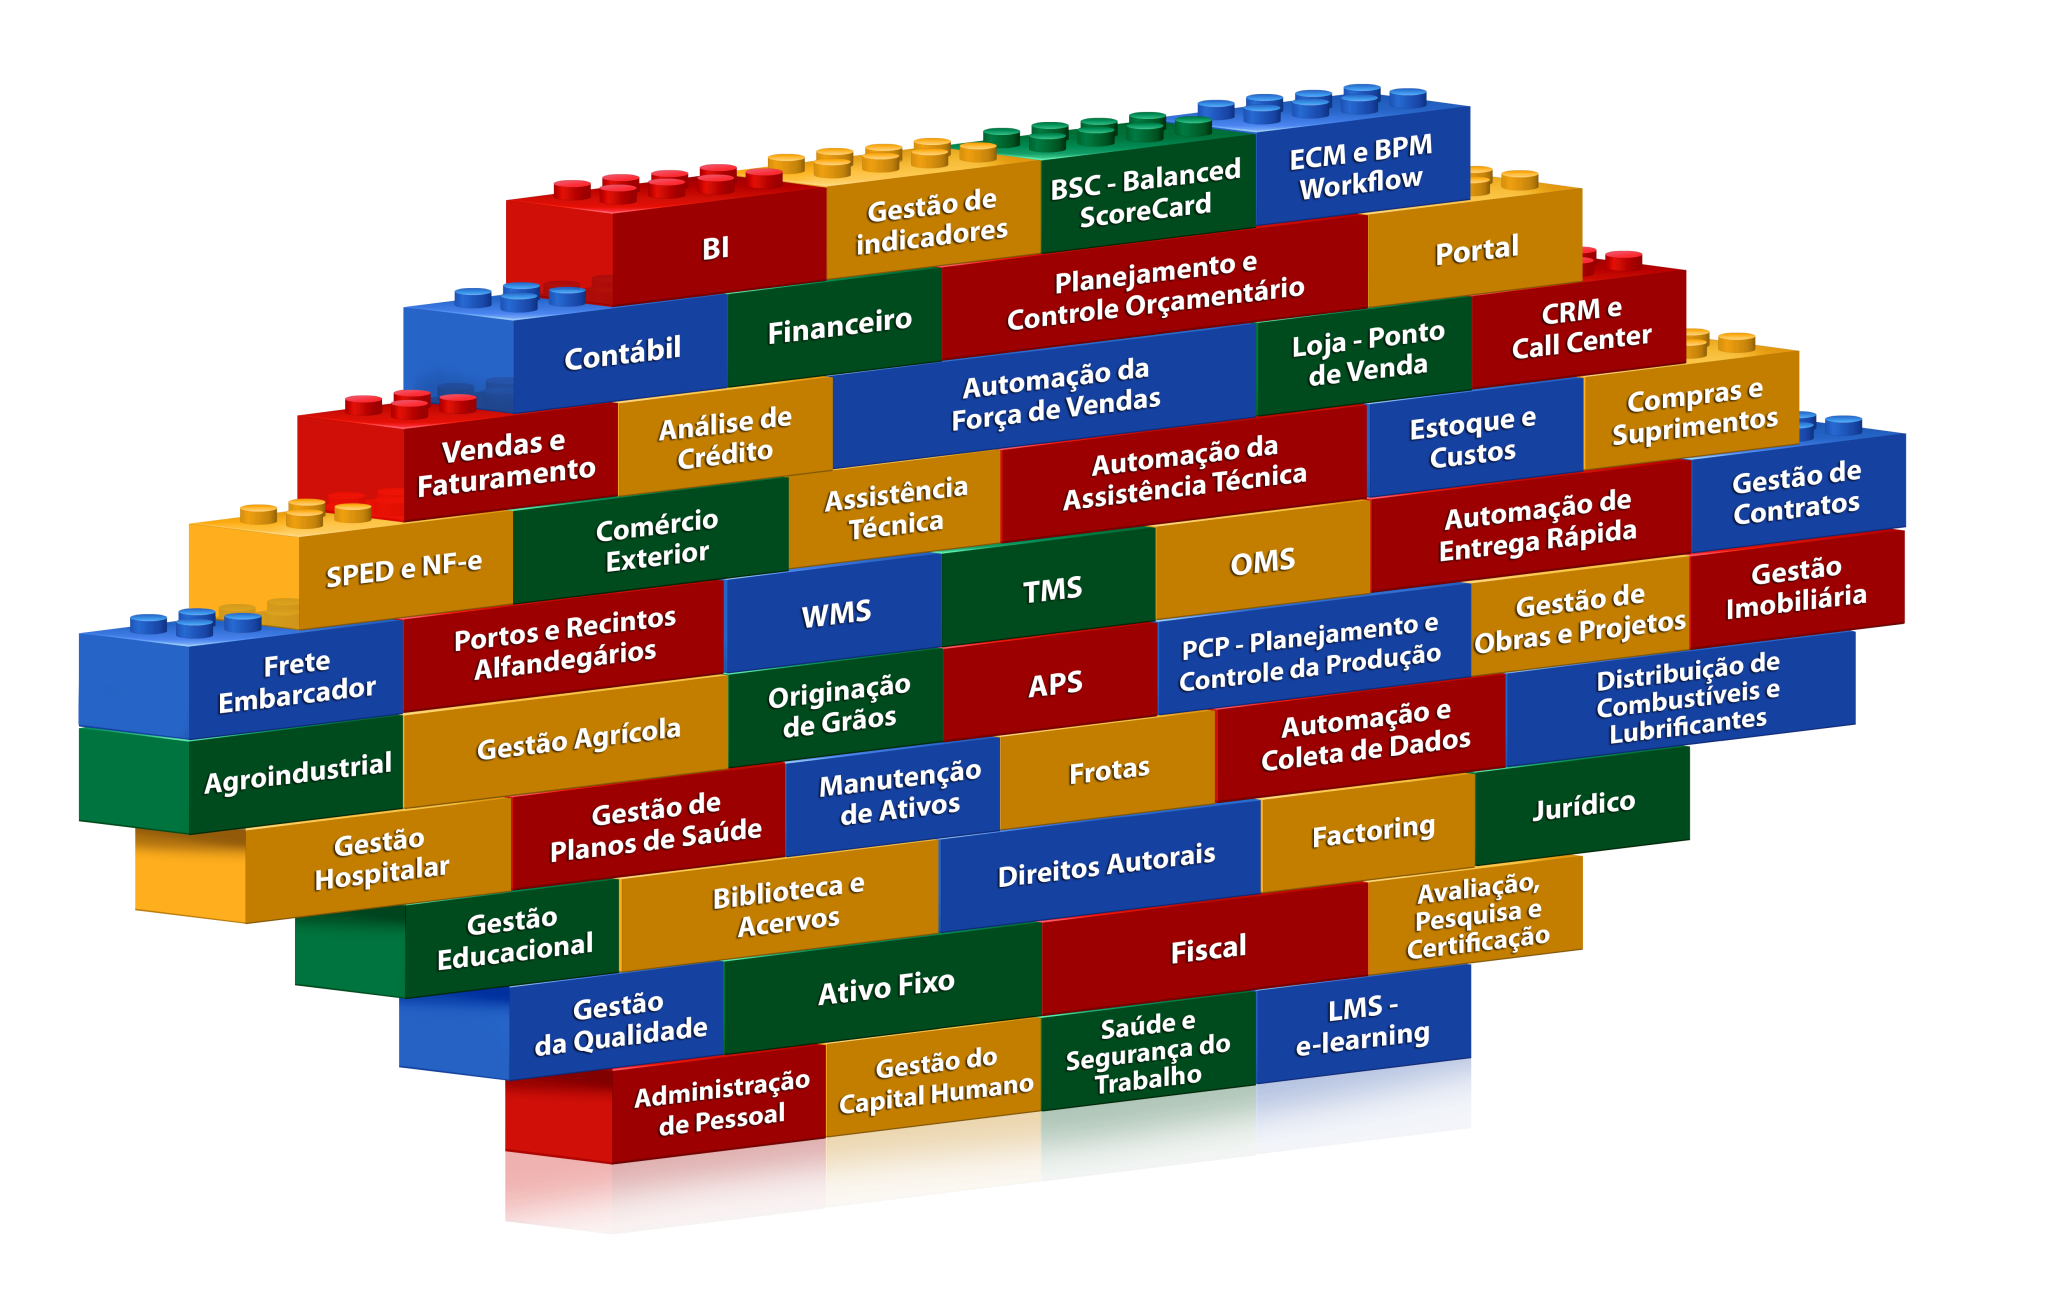 BI
Gestão de
indicadores
BSC - Balanced
ScoreCard
ECM e BPM
Workflow
Contábil
Financeiro
Planejamento e
Controle Orçamentário
Portal
Vendas e
Faturamento
Análise de
Crédito
Automação da
Força de Vendas
Loja - Ponto
de Venda
CRM e
Call Center
SPED e NF-e
Comércio
Exterior
Assistência
Técnica
Automação da
Assistência Técnica
Estoque e
Custos
Compras e
Suprimentos
Frete
Embarcador
Portos e Recintos
Alfandegários
WMS
TMS
OMS
Automação de
Entrega Rápida
Gestão de
Contratos
Agroindustrial
Gestão Agrícola
Originação
de Grãos
APS
PCP - Planejamento e
Controle da Produção
Gestão de
Obras e Projetos
Gestão
Imobiliária
Gestão
Hospitalar
Gestão de
Planos de Saúde
Manutenção
de Ativos
Frotas
Automação e
Coleta de Dados
Distribuição de
Combustíveis e
Lubrificantes
Gestão
Educacional
Biblioteca e
Acervos
Direitos Autorais
Factoring
Jurídico
Gestão
da Qualidade
Ativo Fixo
Fiscal
Avaliação,
Pesquisa e
Certificação
Administração
de Pessoal
Gestão do
Capital Humano
Saúde e
Segurança do
Trabalho
LMS -
e-learning